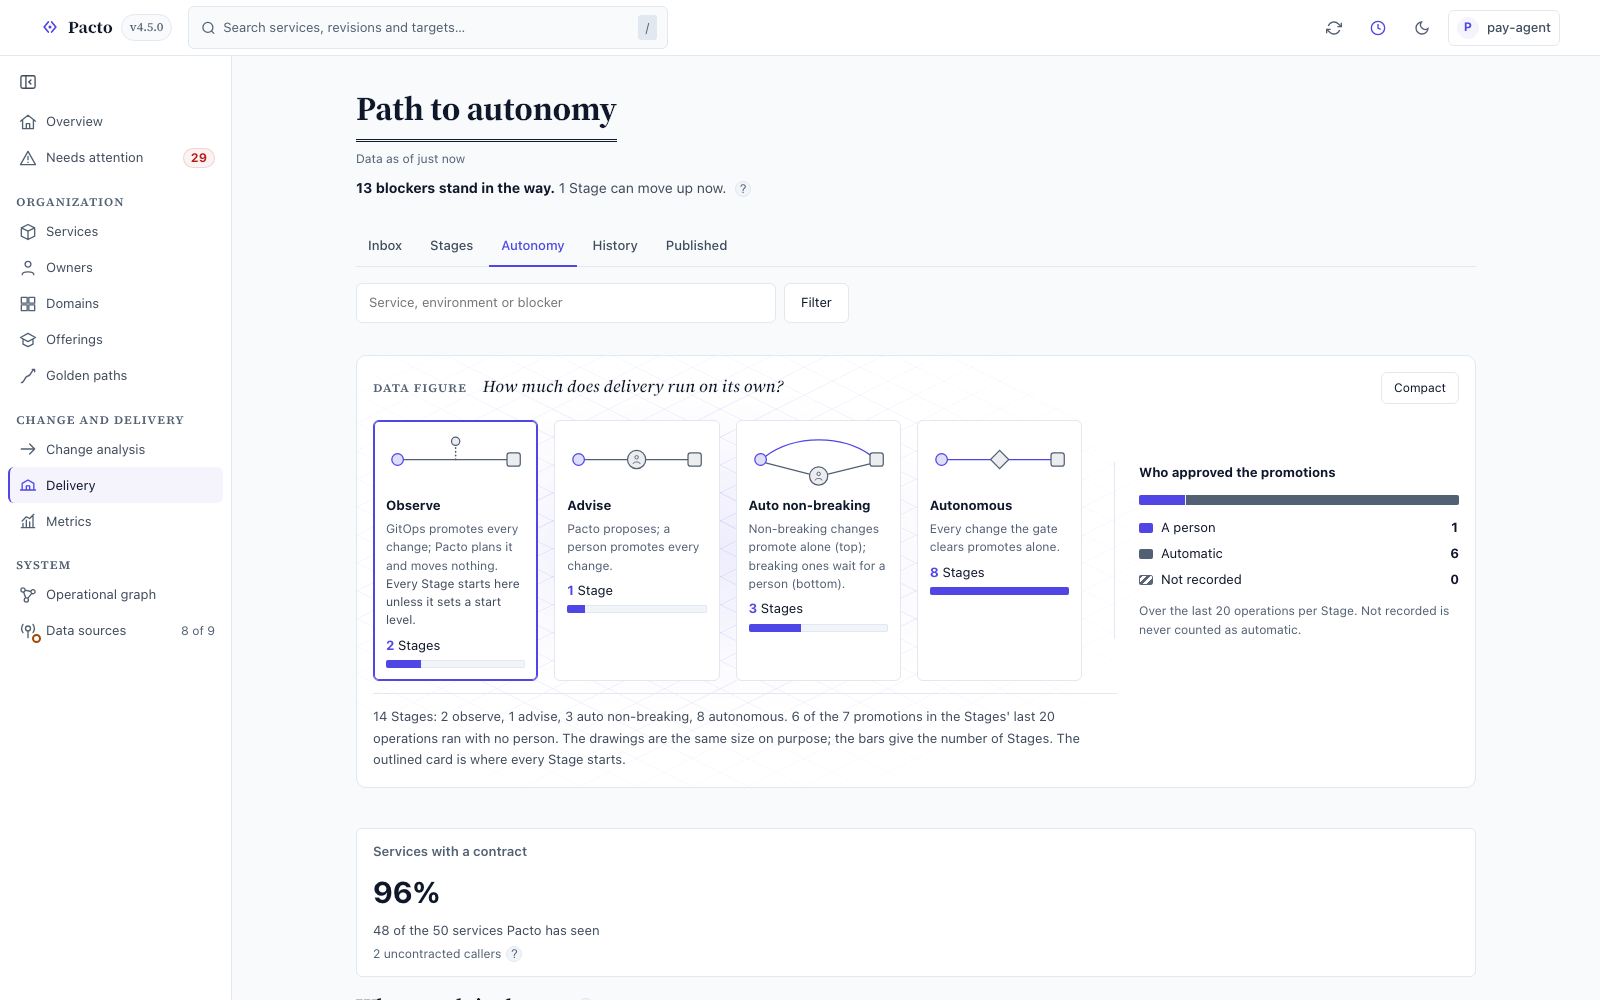 Pacto
v4.5.0
Search services, revisions and targets...
/
P
pay-agent
Overview
Needs attention
29
ORGANIZATION
Services
Owners
Domains
Offerings
Golden paths
CHANGE AND DELIVERY
Change analysis
Delivery
Metrics
SYSTEM
Operational graph
Data sources
8 of 9
Path to autonomy
Data as of just now
13 blockers stand in the way. 1 Stage can move up now. ?
Inbox
Stages
Autonomy
History
Published
Service, environment or blocker
Filter
DATA FIGURE
How much does delivery run on its own?
Compact
Observe
GitOps promotes every
change; Pacto plans it
and moves nothing.
Every Stage starts here
unless it sets a start
level.
2 Stages
Advise
Pacto proposes; a
person promotes every
change.
1 Stage
Auto non-breaking
Non-breaking changes
promote alone (top);
breaking ones wait for a
person (bottom).
3 Stages
Autonomous
Every change the gate
clears promotes alone.
8 Stages
Who approved the promotions
A person
1
Automatic
6
Not recorded
0
Over the last 20 operations per Stage. Not recorded is
never counted as automatic.
14 Stages: 2 observe, 1 advise, 3 auto non-breaking, 8 autonomous. 6 of the 7 promotions in the Stages' last 20
operations ran with no person. The drawings are the same size on purpose; the bars give the number of Stages. The
outlined card is where every Stage starts.
Services with a contract
96%
48 of the 50 services Pacto has seen
2 uncontracted callers ?